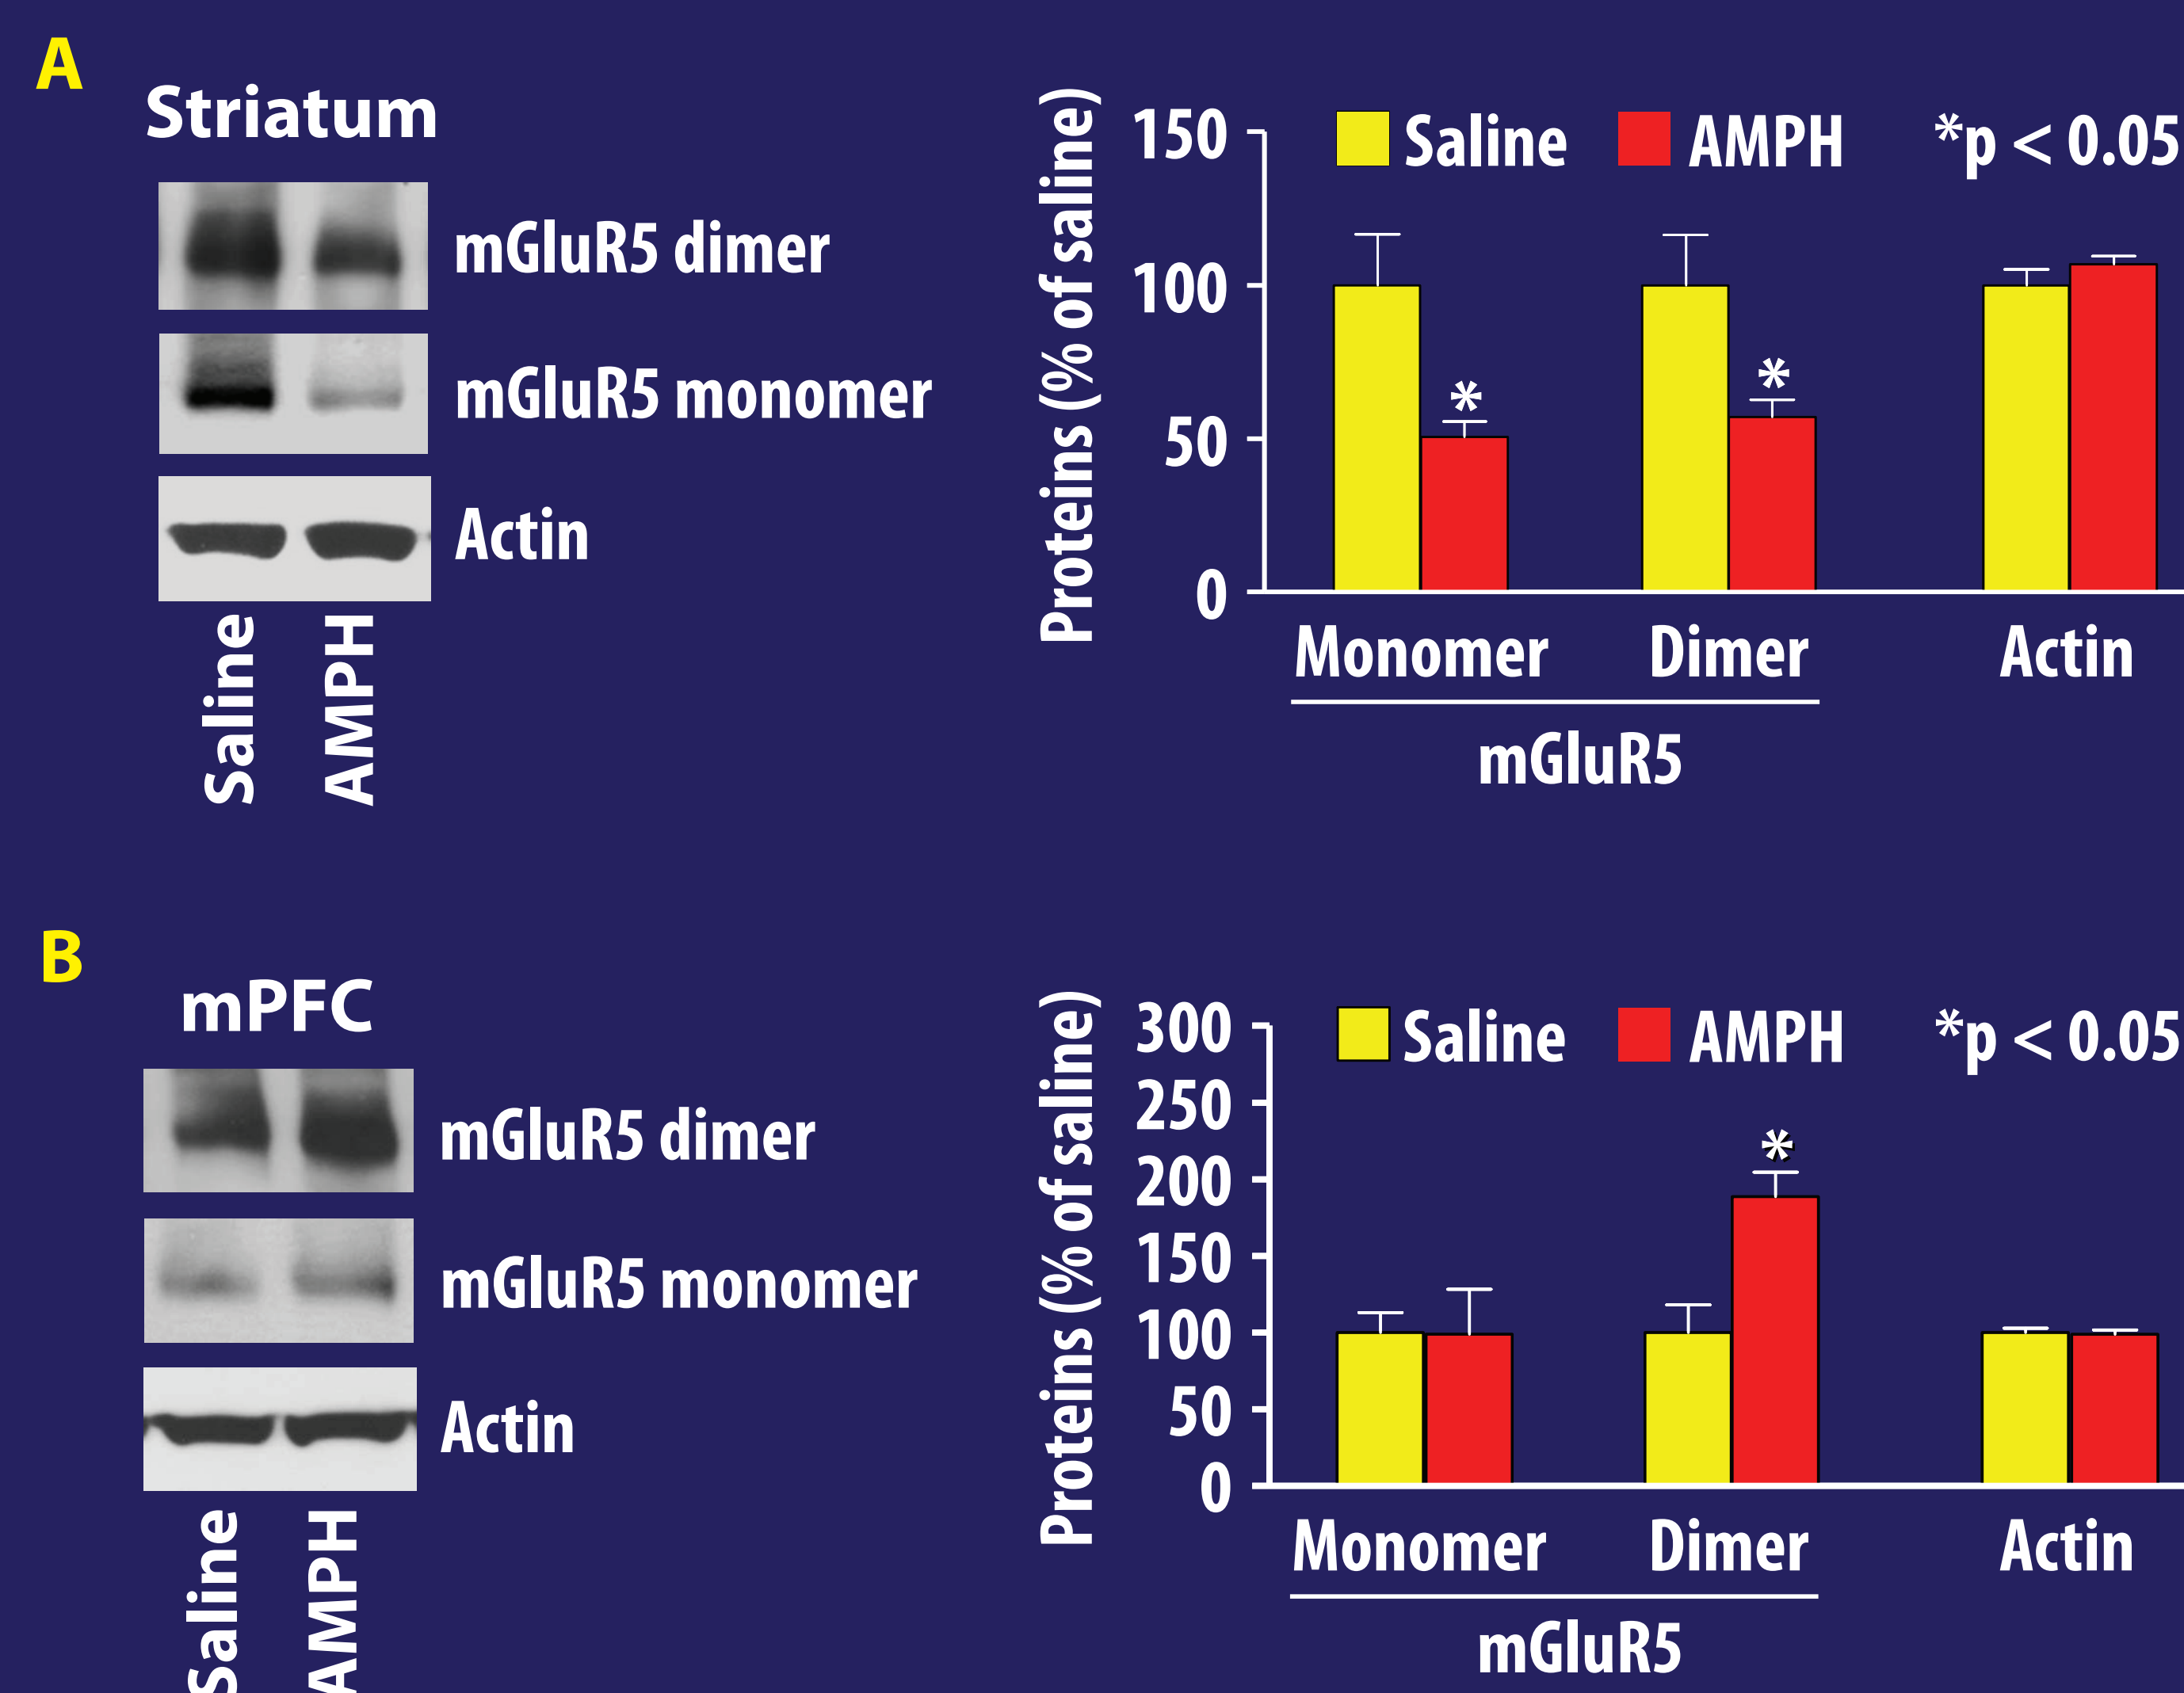 A
Striatum
mGluR5 dimer
mGluR5 monomer
Actin
Saline
AMPH
Proteins (% of saline)
150
100
50
0
Saline
AMPH
*p < 0.05
*
*
Monomer
Dimer
Actin
mGluR5
B
mPFC
mGluR5 dimer
mGluR5 monomer
Actin
Saline
AMPH
Proteins (% of saline)
300
250
200
150
100
50
0
Saline
AMPH
*p < 0.05
*
Monomer
Dimer
Actin
mGluR5